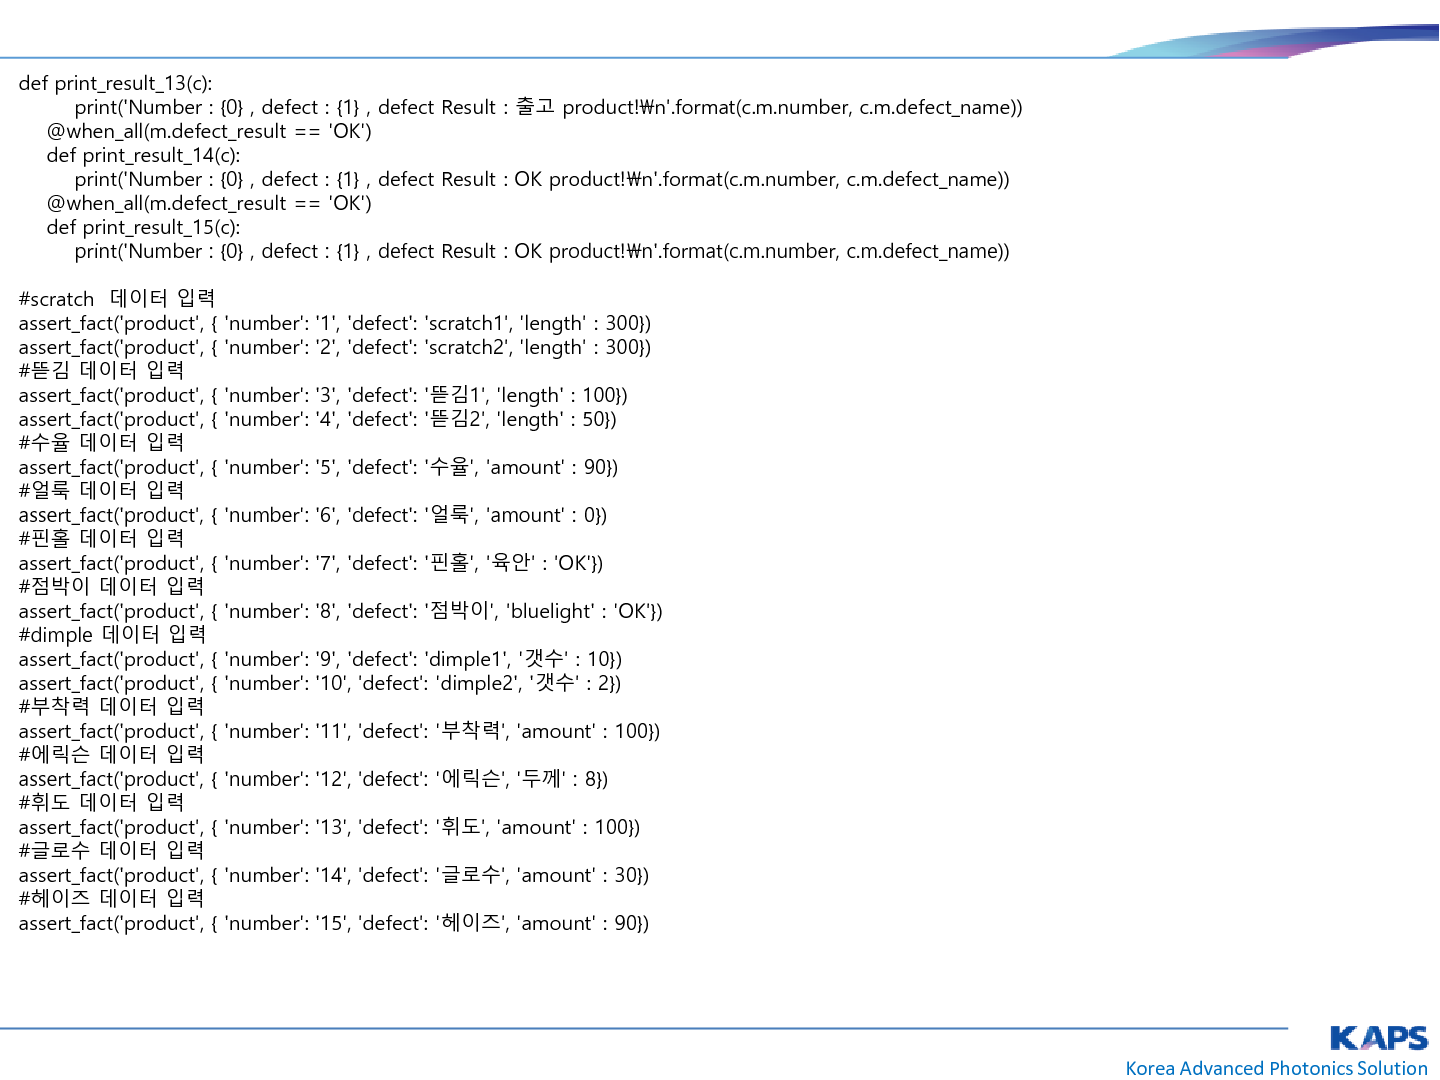 def print_result_13(c):
print('Number : {0} , defect : {1} , defect Result : 출고 product!₩n'.format(c.m.number, c.m.defect_name))
@when_all(m.defect_result == 'OK')
def print_result_14(c):
print('Number : {0} , defect : {1} , defect Result : OK product!₩n'.format(c.m.number, c.m.defect_name))
@when_all(m.defect_result == 'OK')
def print_result_15(c):
print('Number : {0} , defect : {1} , defect Result : OK product!₩n'.format(c.m.number, c.m.defect_name))
#scratch  데이터 입력
assert_fact('product', { 'number': '1', 'defect': 'scratch1', 'length' : 300})
assert_fact('product', { 'number': '2', 'defect': 'scratch2', 'length' : 300})
#뜯김 데이터 입력
assert_fact('product', { 'number': '3', 'defect': '뜯김1', 'length' : 100})
assert_fact('product', { 'number': '4', 'defect': '뜯김2', 'length' : 50})
#수율 데이터 입력
assert_fact('product', { 'number': '5', 'defect': '수율', 'amount' : 90})
#얼룩 데이터 입력
assert_fact('product', { 'number': '6', 'defect': '얼룩', 'amount' : 0})
#핀홀 데이터 입력
assert_fact('product', { 'number': '7', 'defect': '핀홀', '육안' : 'OK'})
#점박이 데이터 입력
assert_fact('product', { 'number': '8', 'defect': '점박이', 'bluelight' : 'OK'})
#dimple 데이터 입력
assert_fact('product', { 'number': '9', 'defect': 'dimple1', '갯수' : 10})
assert_fact('product', { 'number': '10', 'defect': 'dimple2', '갯수' : 2})
#부착력 데이터 입력
assert_fact('product', { 'number': '11', 'defect': '부착력', 'amount' : 100})
#에릭슨 데이터 입력
assert_fact('product', { 'number': '12', 'defect': '에릭슨', '두께' : 8})
#휘도 데이터 입력
assert_fact('product', { 'number': '13', 'defect': '휘도', 'amount' : 100})
#글로수 데이터 입력
assert_fact('product', { 'number': '14', 'defect': '글로수', 'amount' : 30})
#헤이즈 데이터 입력
assert_fact('product', { 'number': '15', 'defect': '헤이즈', 'amount' : 90})
KAPS
Korea Advanced Photonics Solution